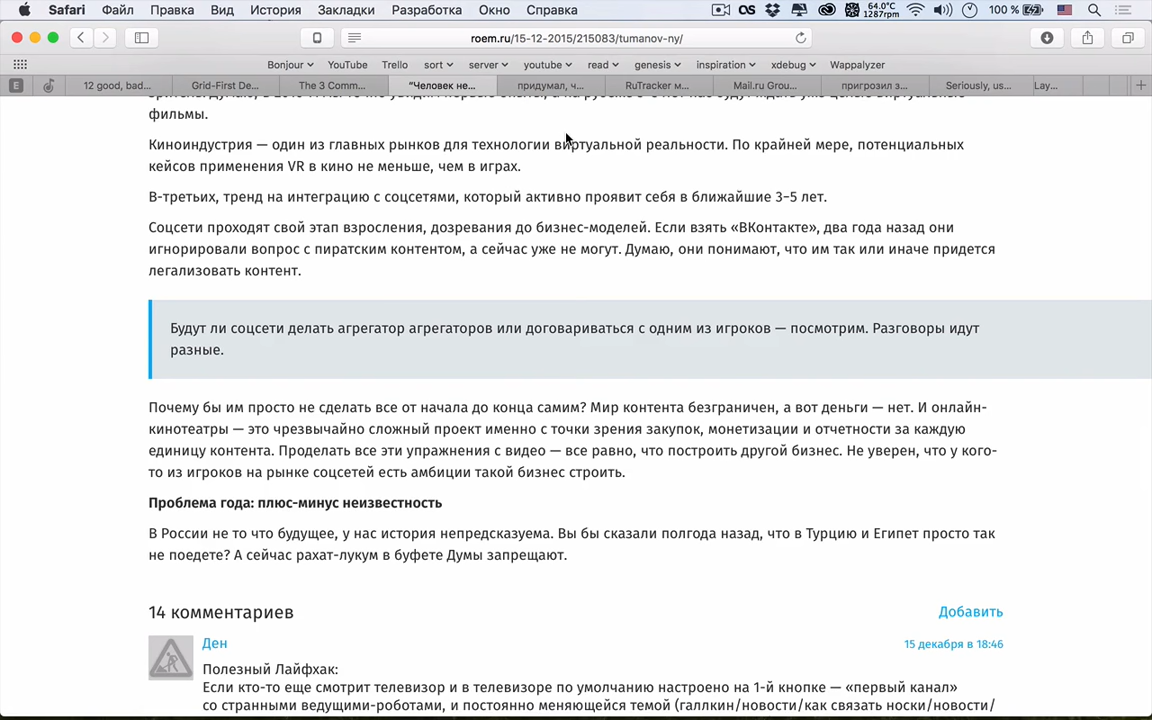 Safari Файл Правка Вид История Закладки Разработка Окно Справка 64.0°C 1287rpm 100 %
roem.ru/15-12-2015/215083/tumanov-ny/
Bonjour YouTube Trello sort server youtube read genesis inspiration xdebug Wappalyzer
E 12 good, bad... Grid-First De... The 3 Comm... "Человек не... придумал, ч... RuTracker м... Mail.ru Grou... пригрозил з... Seriously, us... Lay...
фильмы.
Киноиндустрия — один из главных рынков для технологии виртуальной реальности. По крайней мере, потенциальных
кейсов применения VR в кино не меньше, чем в играх.
В-третьих, тренд на интеграцию с соцсетями, который активно проявит себя в ближайшие 3–5 лет.
Соцсети проходят свой этап взросления, дозревания до бизнес-моделей. Если взять «ВКонтакте», два года назад они
игнорировали вопрос с пиратским контентом, а сейчас уже не могут. Думаю, они понимают, что им так или иначе придется
легализовать контент.
Будут ли соцсети делать агрегатор агрегаторов или договариваться с одним из игроков — посмотрим. Разговоры идут
разные.
Почему бы им просто не сделать все от начала до конца самим? Мир контента безграничен, а вот деньги — нет. И онлайн-
кинотеатры — это чрезвычайно сложный проект именно с точки зрения закупок, монетизации и отчетности за каждую
единицу контента. Проделать все эти упражнения с видео — все равно, что построить другой бизнес. Не уверен, что у кого-
то из игроков на рынке соцсетей есть амбиции такой бизнес строить.
Проблема года: плюс-минус неизвестность
В России не то что будущее, у нас история непредсказуема. Вы бы сказали полгода назад, что в Турцию и Египет просто так
не поедете? А сейчас рахат-лукум в буфете Думы запрещают.
14 комментариев Добавить
Ден 15 декабря в 18:46
Полезный Лайфхак:
Если кто-то еще смотрит телевизор и в телевизоре по умолчанию настроено на 1-й кнопке — «первый канал»
со странными ведущими-роботами, и постоянно меняющейся темой (галлкин/новости/как связать носки/новости/